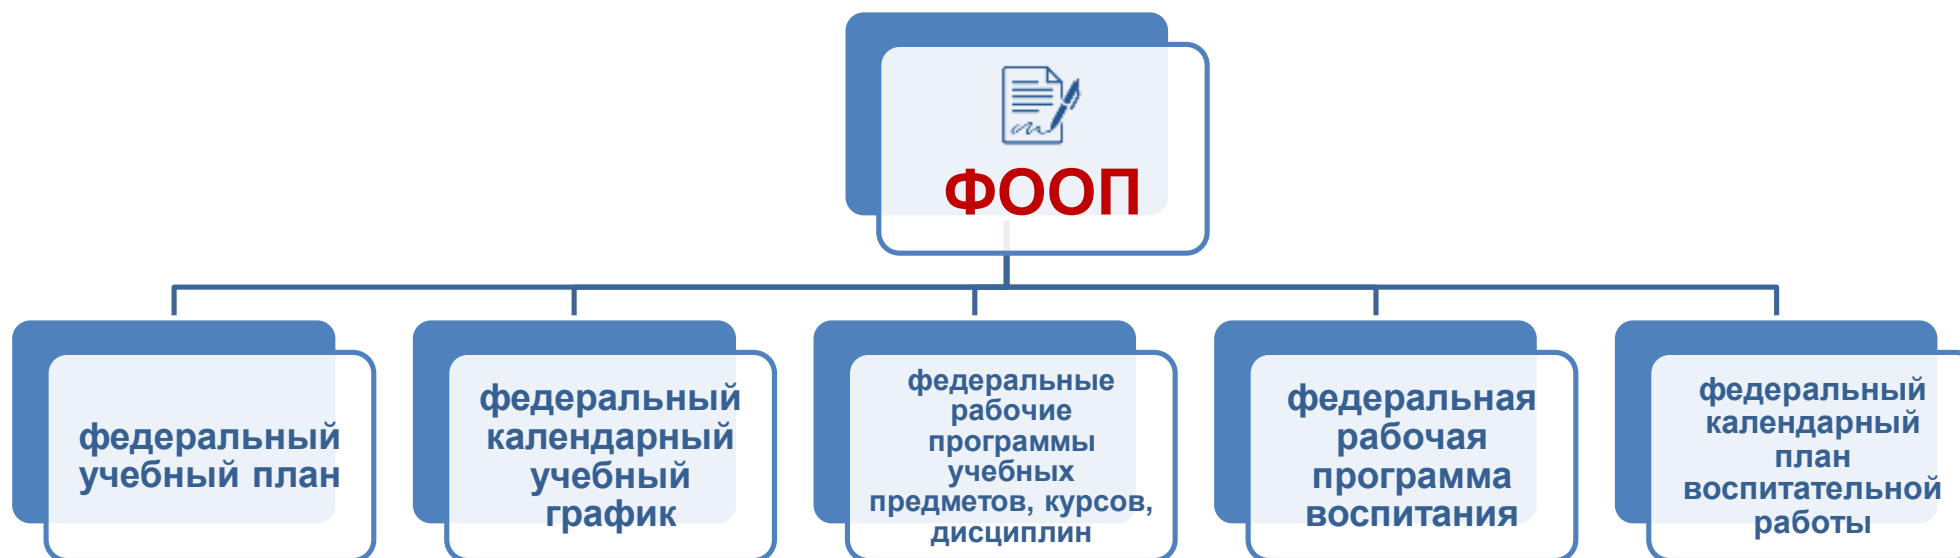 ФООП
федеральный
учебный план
федеральный
календарный
учебный
график
федеральные
рабочие
программы
учебных
предметов, курсов,
дисциплин
федеральная
рабочая
программа
воспитания
федеральный
календарный
план
воспитательной
работы